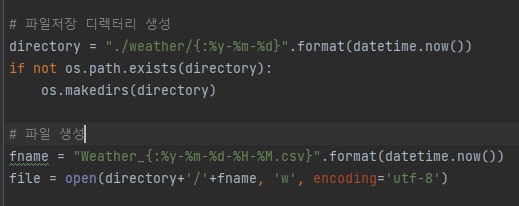 # 파일저장 디렉터리 생성
directory = "./weather/{:%y-%m-%d}".format(datetime.now())
if not os.path.exists(directory):
    os.makedirs(directory)
# 파일 생성
fname = "Weather_{:%y-%m-%d-%H-%M.csv}".format(datetime.now())
file = open(directory+'/'+fname, 'w', encoding='utf-8')